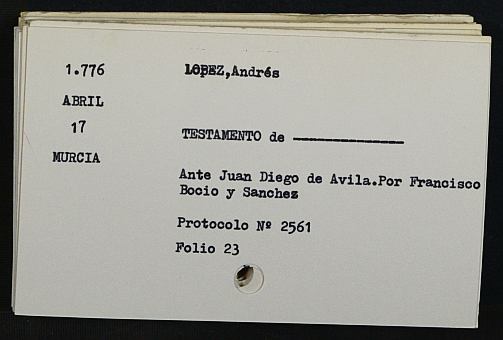 1.776 LOPEZ,Andrés
ABRIL
17
TESTAMENTO de ————————
MURCIA
Ante Juan Diego de Avila.Por Francisco
Bocio y Sanchez
Protocolo Nº 2561
Folio 23